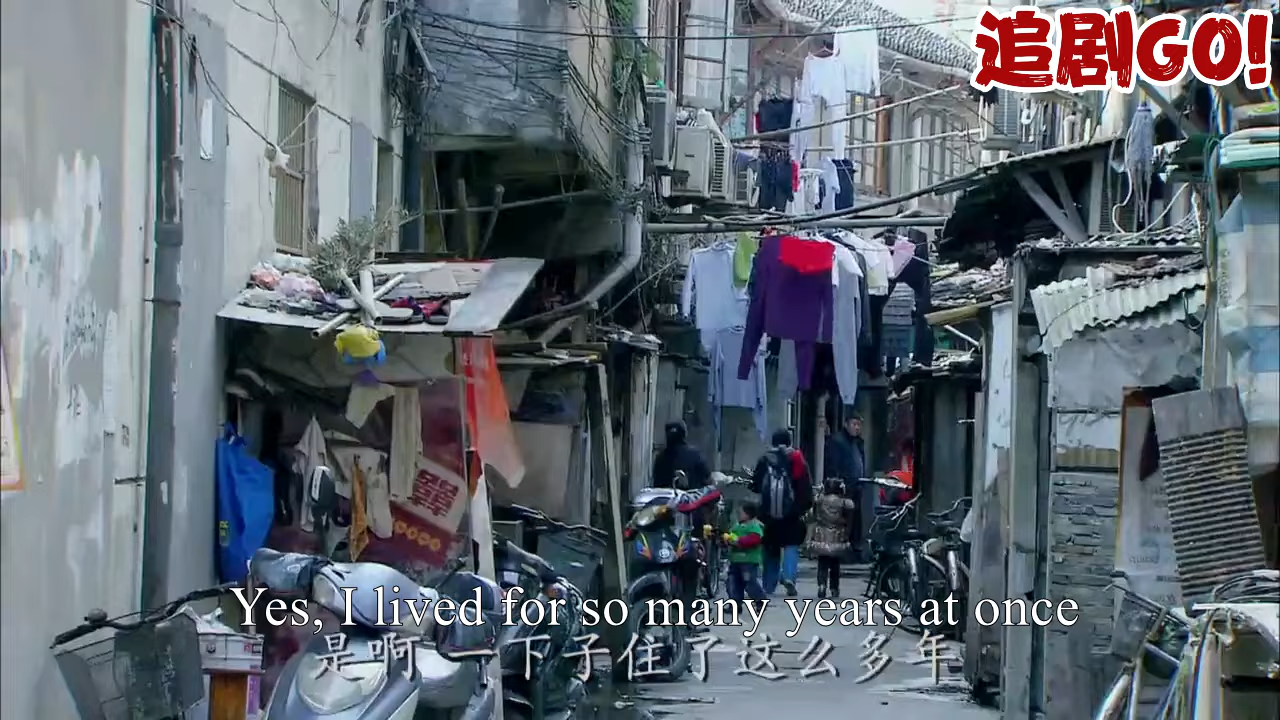 追剧GO!
Yes, I lived for so many years at once
是啊 一下子住了这么多年